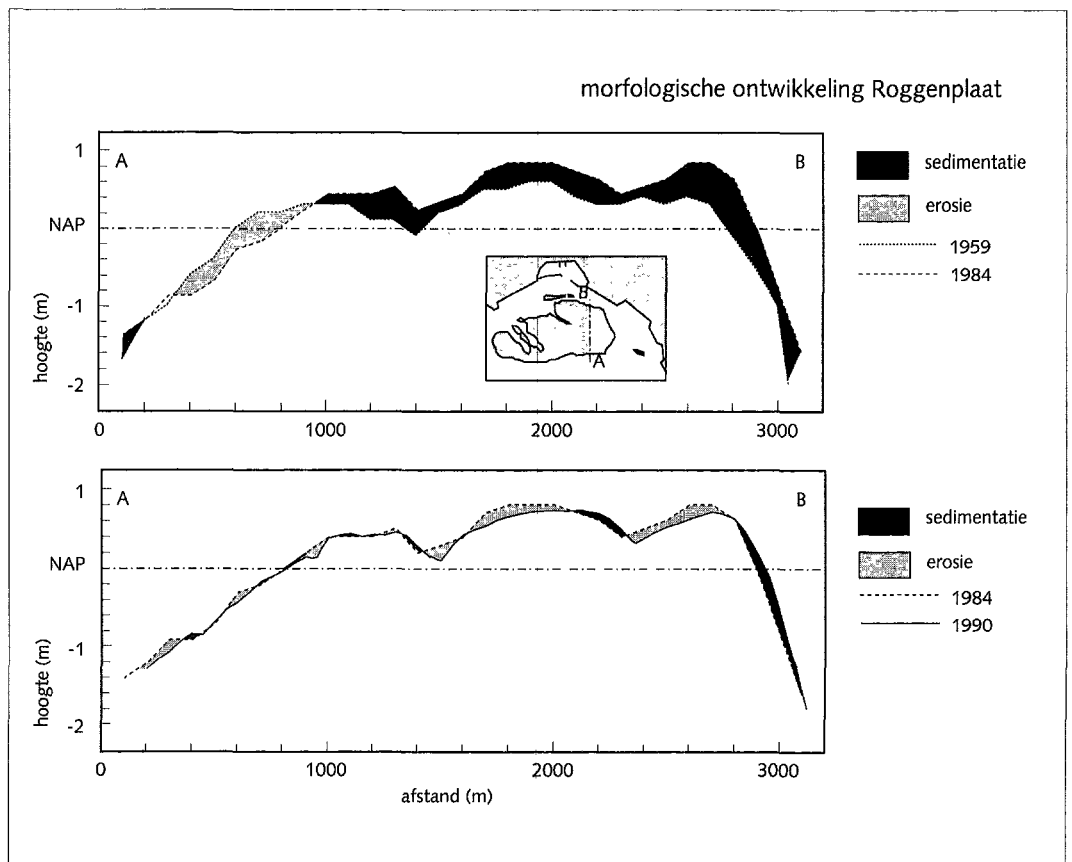 morfologische ontwikkeling Roggenplaat
A
B
1
NAP
-1
-2
hoogte (m)
0
1000
2000
3000
B
A
sedimentatie
erosie
1959
1984
A
B
1
NAP
-1
-2
hoogte (m)
0
1000
2000
3000
afstand (m)
sedimentatie
erosie
1984
1990